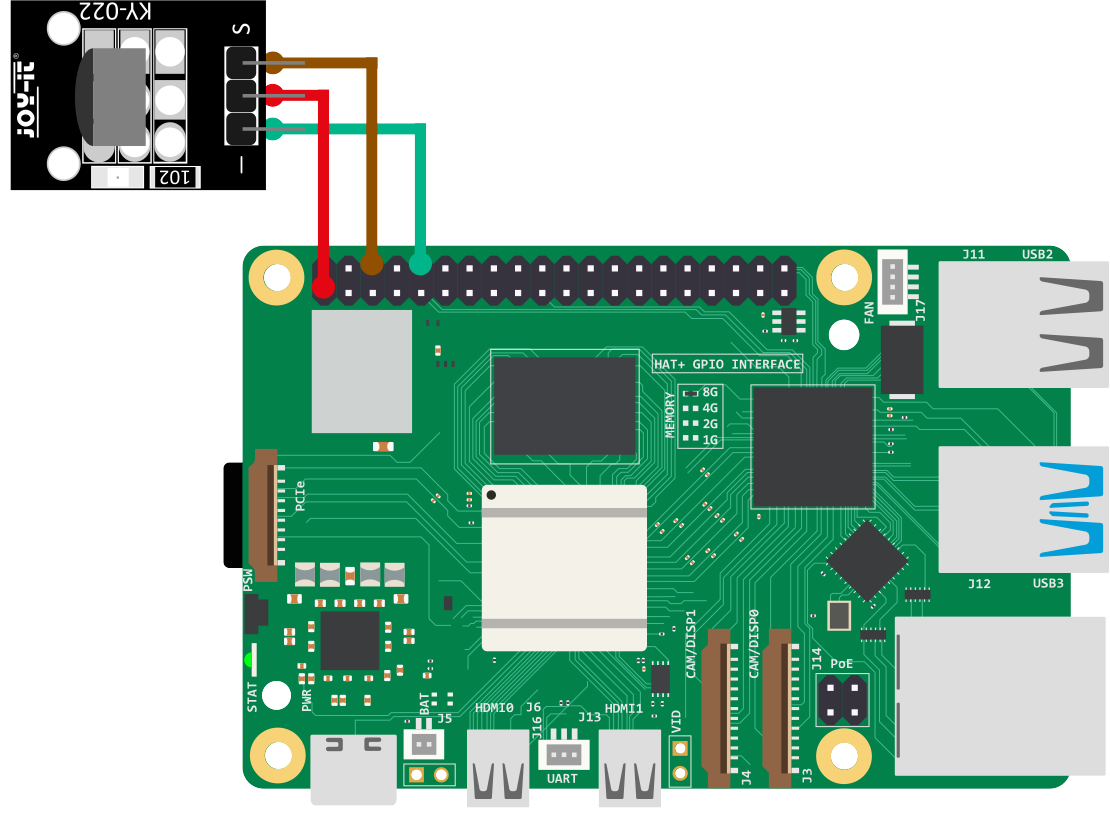 KY-022
S
JOY-iT®
–
102
J11
USB2
FAN
J17
HAT+ GPIO INTERFACE
MEMORY
8G
4G
2G
1G
PCIe
PSW
J12
USB3
CAM/DISP1
CAM/DISP0
J14
PoE
STAT
PWR
BAT
J5
HDMI0
J6
J16
J13
HDMI1
VID
UART
J4
J3